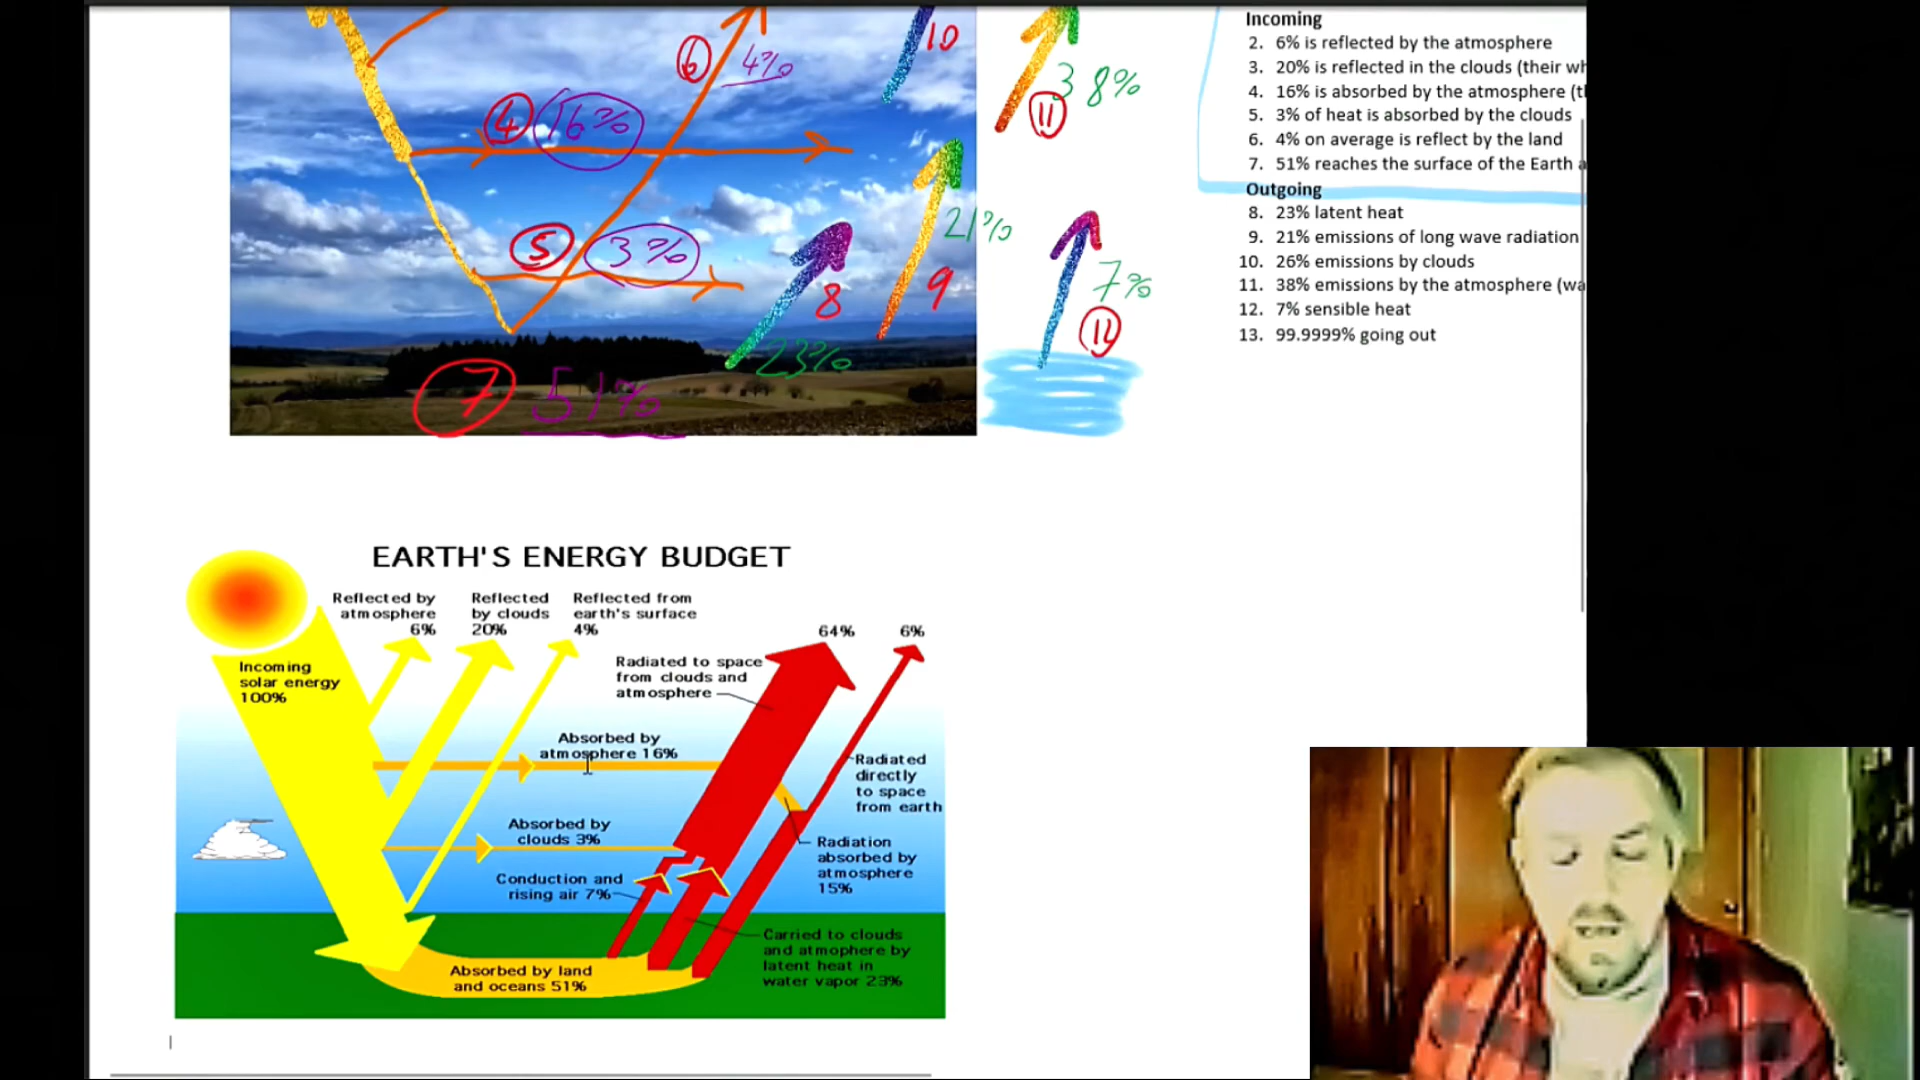 10
6
4%
38%
11
4
16%
21%
5
3%
8
9
7%
12
23%
7
51%
Incoming
2. 6% is reflected by the atmosphere
3. 20% is reflected in the clouds (their wh
4. 16% is absorbed by the atmosphere (t
5. 3% of heat is absorbed by the clouds
6. 4% on average is reflect by the land
7. 51% reaches the surface of the Earth a
Outgoing
8. 23% latent heat
9. 21% emissions of long wave radiation
10. 26% emissions by clouds
11. 38% emissions by the atmosphere (wa
12. 7% sensible heat
13. 99.9999% going out
EARTH'S ENERGY BUDGET
Reflected by
atmosphere
6%
Reflected
by clouds
20%
Reflected from
earth's surface
4%
64%
6%
Incoming
solar energy
100%
Radiated to space
from clouds and
atmosphere
Absorbed by
atmosphere 16%
Radiated
directly
to space
from earth
Absorbed by
clouds 3%
Radiation
absorbed by
atmosphere
15%
Conduction and
rising air 7%
Carried to clouds
and atmophere by
latent heat in
water vapor 23%
Absorbed by land
and oceans 51%